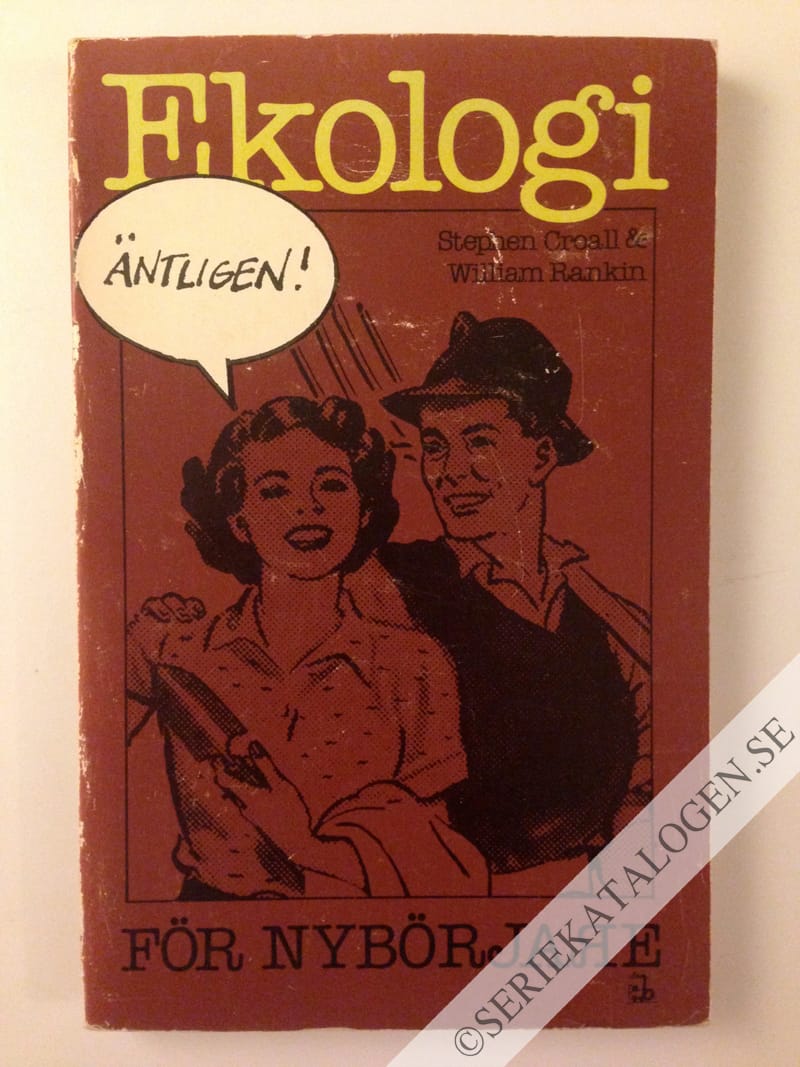 Ekologi
ÄNTLIGEN!
Stephen Croall &
William Rankin
FÖR NYBÖRJARE
©SERIEKATALOGEN.SE